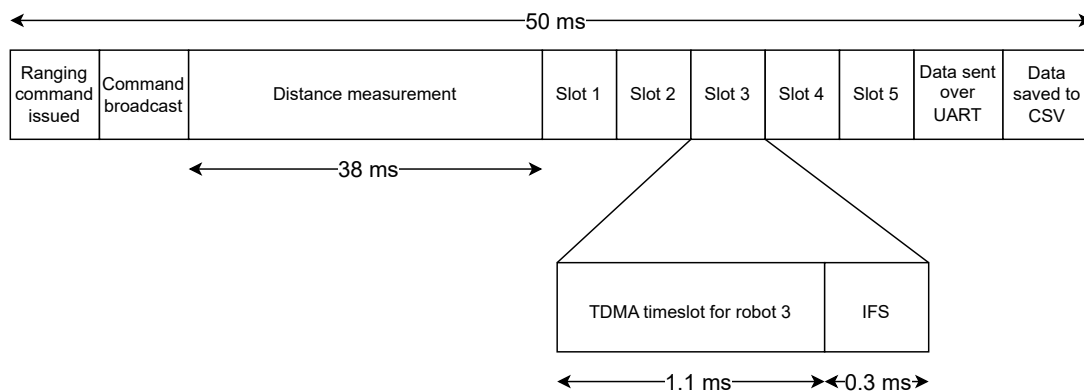 50 ms
Ranging
command
issued
Command
broadcast
Distance measurement
Slot 1
Slot 2
Slot 3
Slot 4
Slot 5
Data sent
over
UART
Data
saved to
CSV
38 ms
TDMA timeslot for robot 3
IFS
1.1 ms
0.3 ms